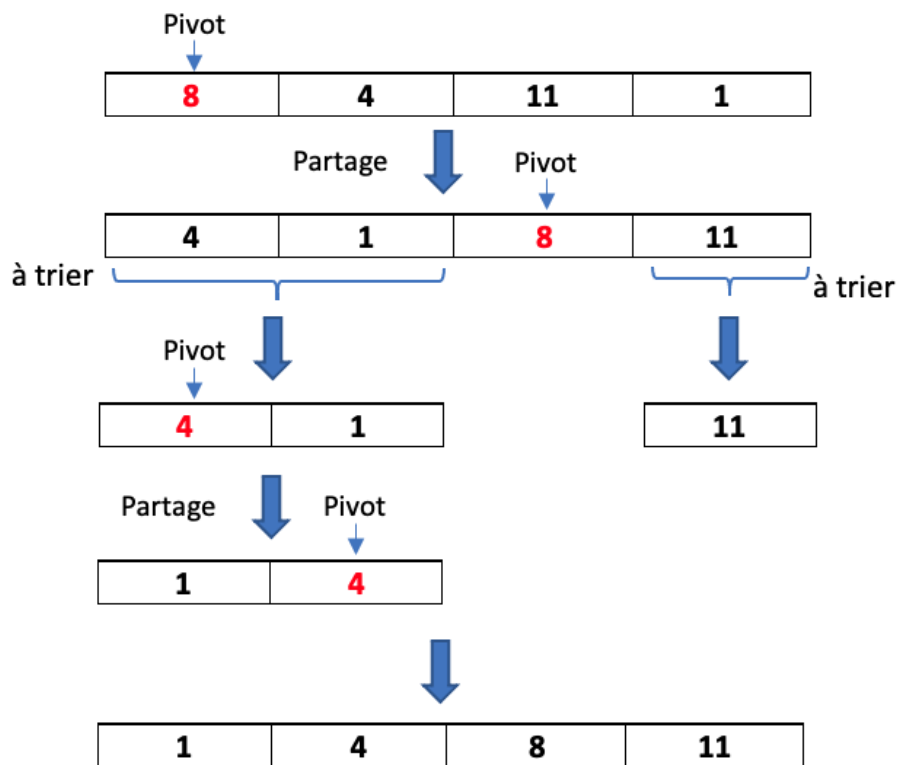 Pivot
8 4 11 1
Partage Pivot
4 1 8 11
à trier à trier
Pivot
4 1 11
Partage Pivot
1 4
1 4 8 11